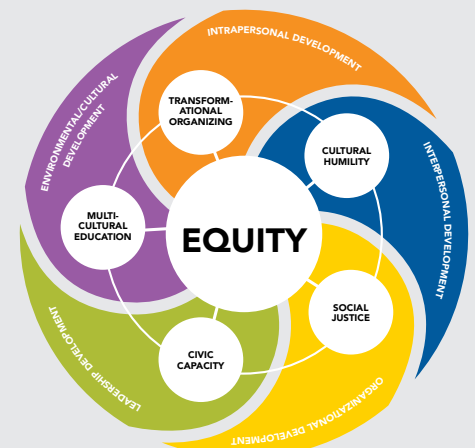 INTRAPERSONAL DEVELOPMENT
ENVIRONMENTAL/CULTURAL
DEVELOPMENT
TRANSFORM-
ATIONAL
ORGANIZING
CULTURAL
HUMILITY
INTERPERSONAL DEVELOPMENT
MULTI-
CULTURAL
EDUCATION
EQUITY
SOCIAL
JUSTICE
CIVIC
CAPACITY
LEADERSHIP DEVELOPMENT
ORGANIZATIONAL DEVELOPMENT